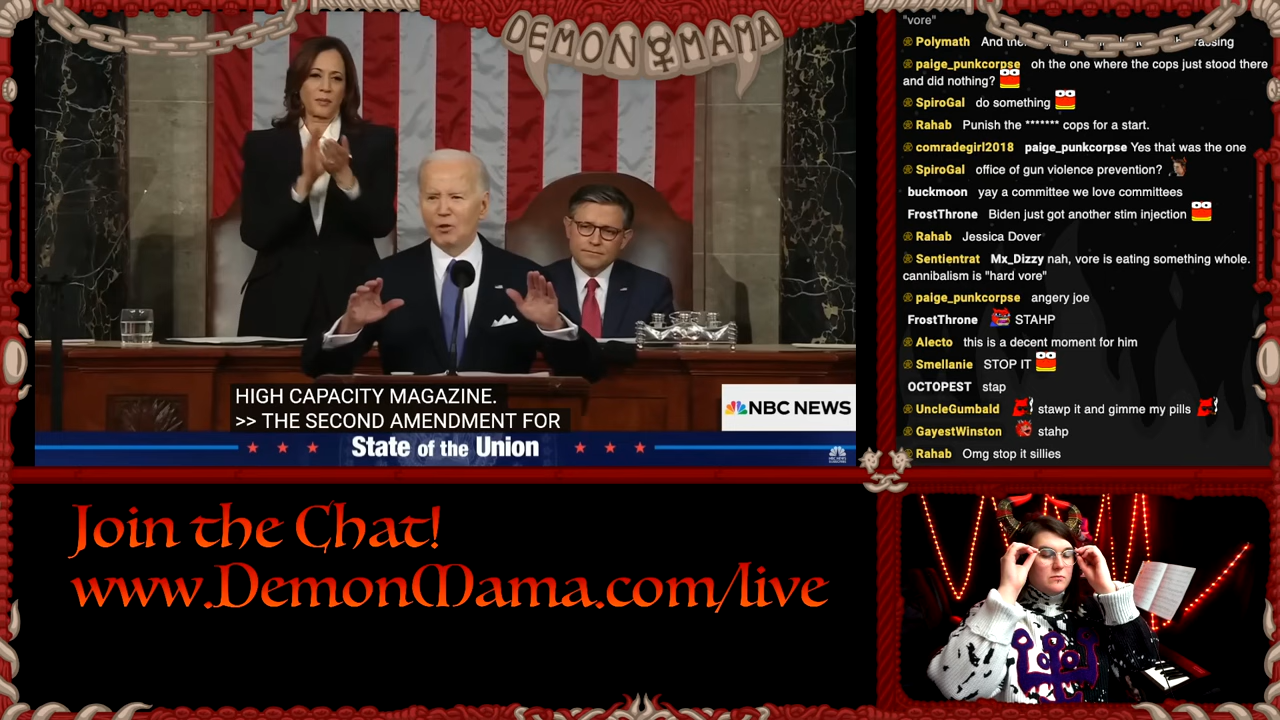 DEMON MAMA
HIGH CAPACITY MAGAZINE.
>> THE SECOND AMENDMENT FOR
NBC NEWS
State of the Union
"vore"
Polymath And the
paige_punkcorpse oh the one where the cops just stood there
and did nothing?
SpiroGal do something
Rahab Punish the ******* cops for a start.
comradegirl2018 paige_punkcorpse Yes that was the one
SpiroGal office of gun violence prevention?
buckmoon yay a committee we love committees
FrostThrone Biden just got another stim injection
Rahab Jessica Dover
Sentientrat Mx_Dizzy nah, vore is eating something whole.
cannibalism is "hard vore"
paige_punkcorpse angery joe
FrostThrone STAHP
Alecto this is a decent moment for him
Smellanie STOP IT
OCTOPEST stap
UncleGumbald stawp it and gimme my pills
GayestWinston stahp
Rahab Omg stop it sillies
Join the Chat!
www.DemonMama.com/live